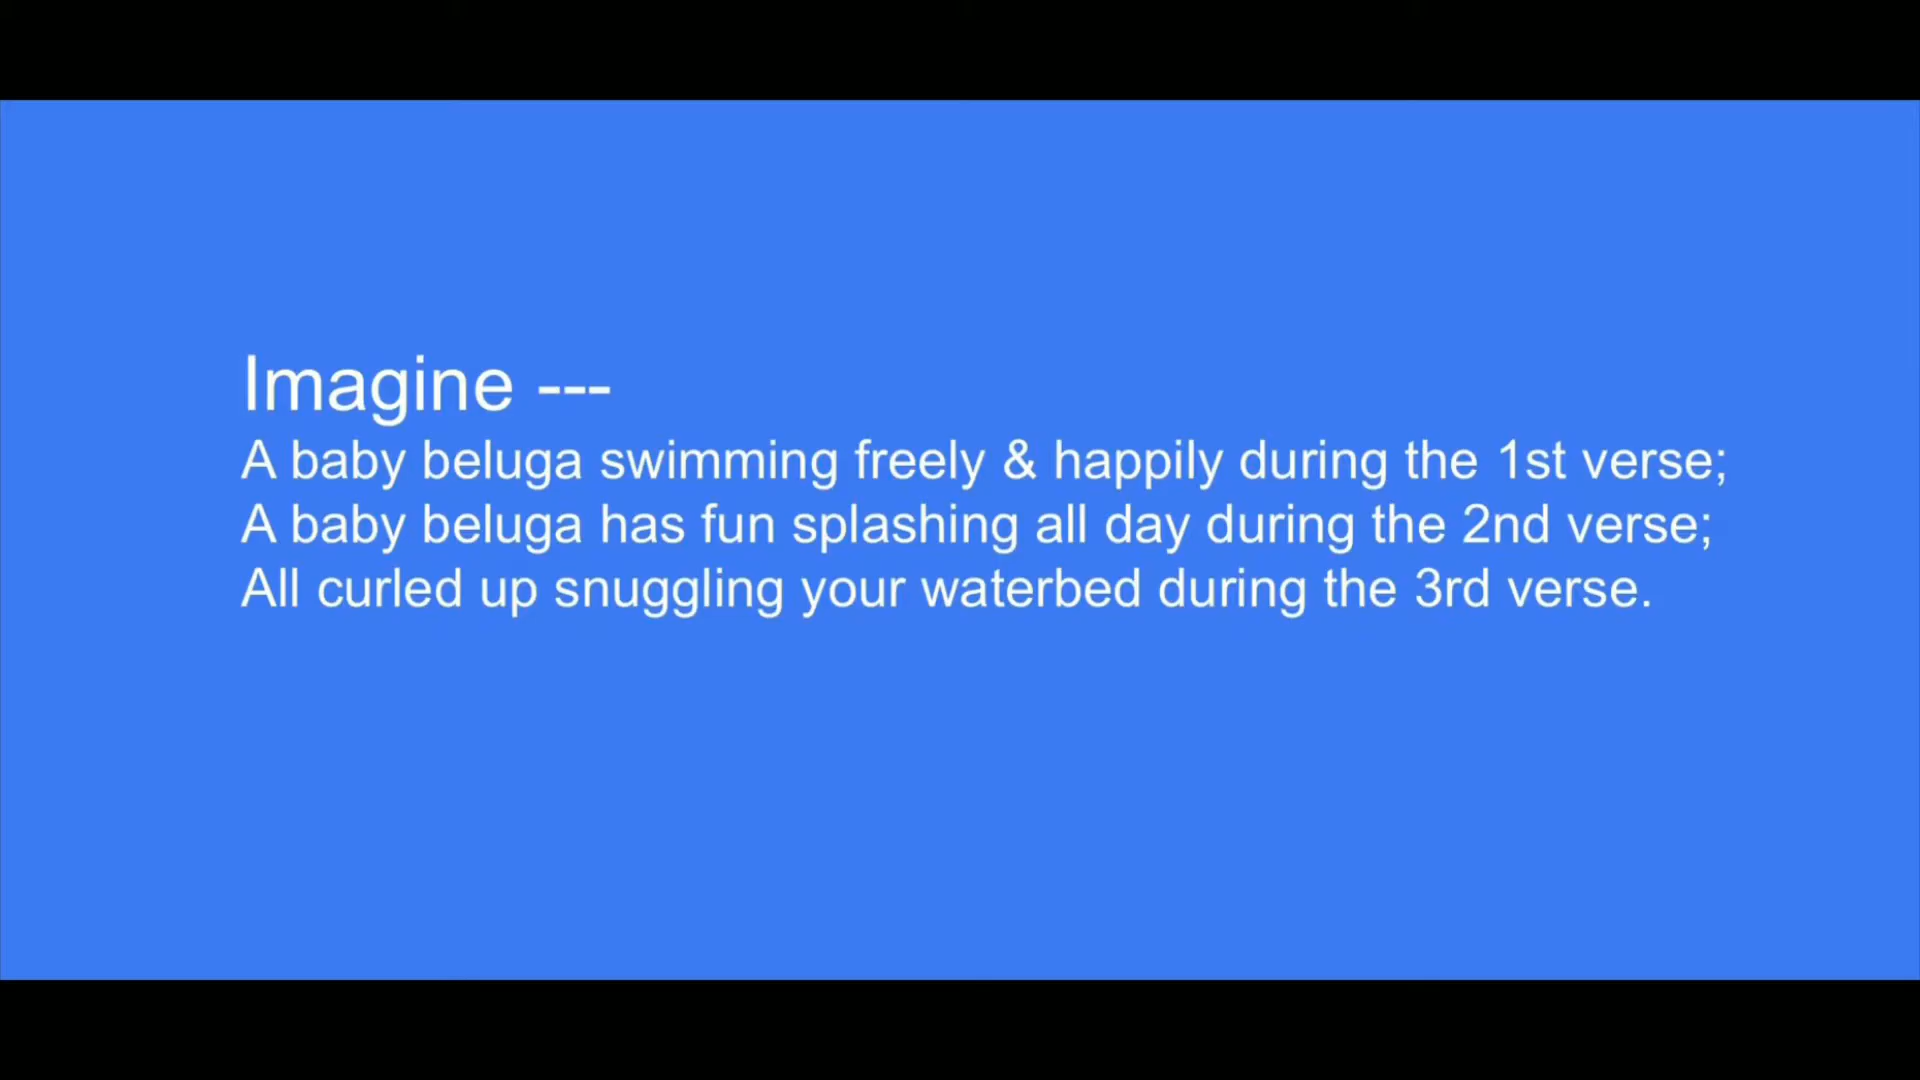 Imagine ---
A baby beluga swimming freely & happily during the 1st verse;
A baby beluga has fun splashing all day during the 2nd verse;
All curled up snuggling your waterbed during the 3rd verse.